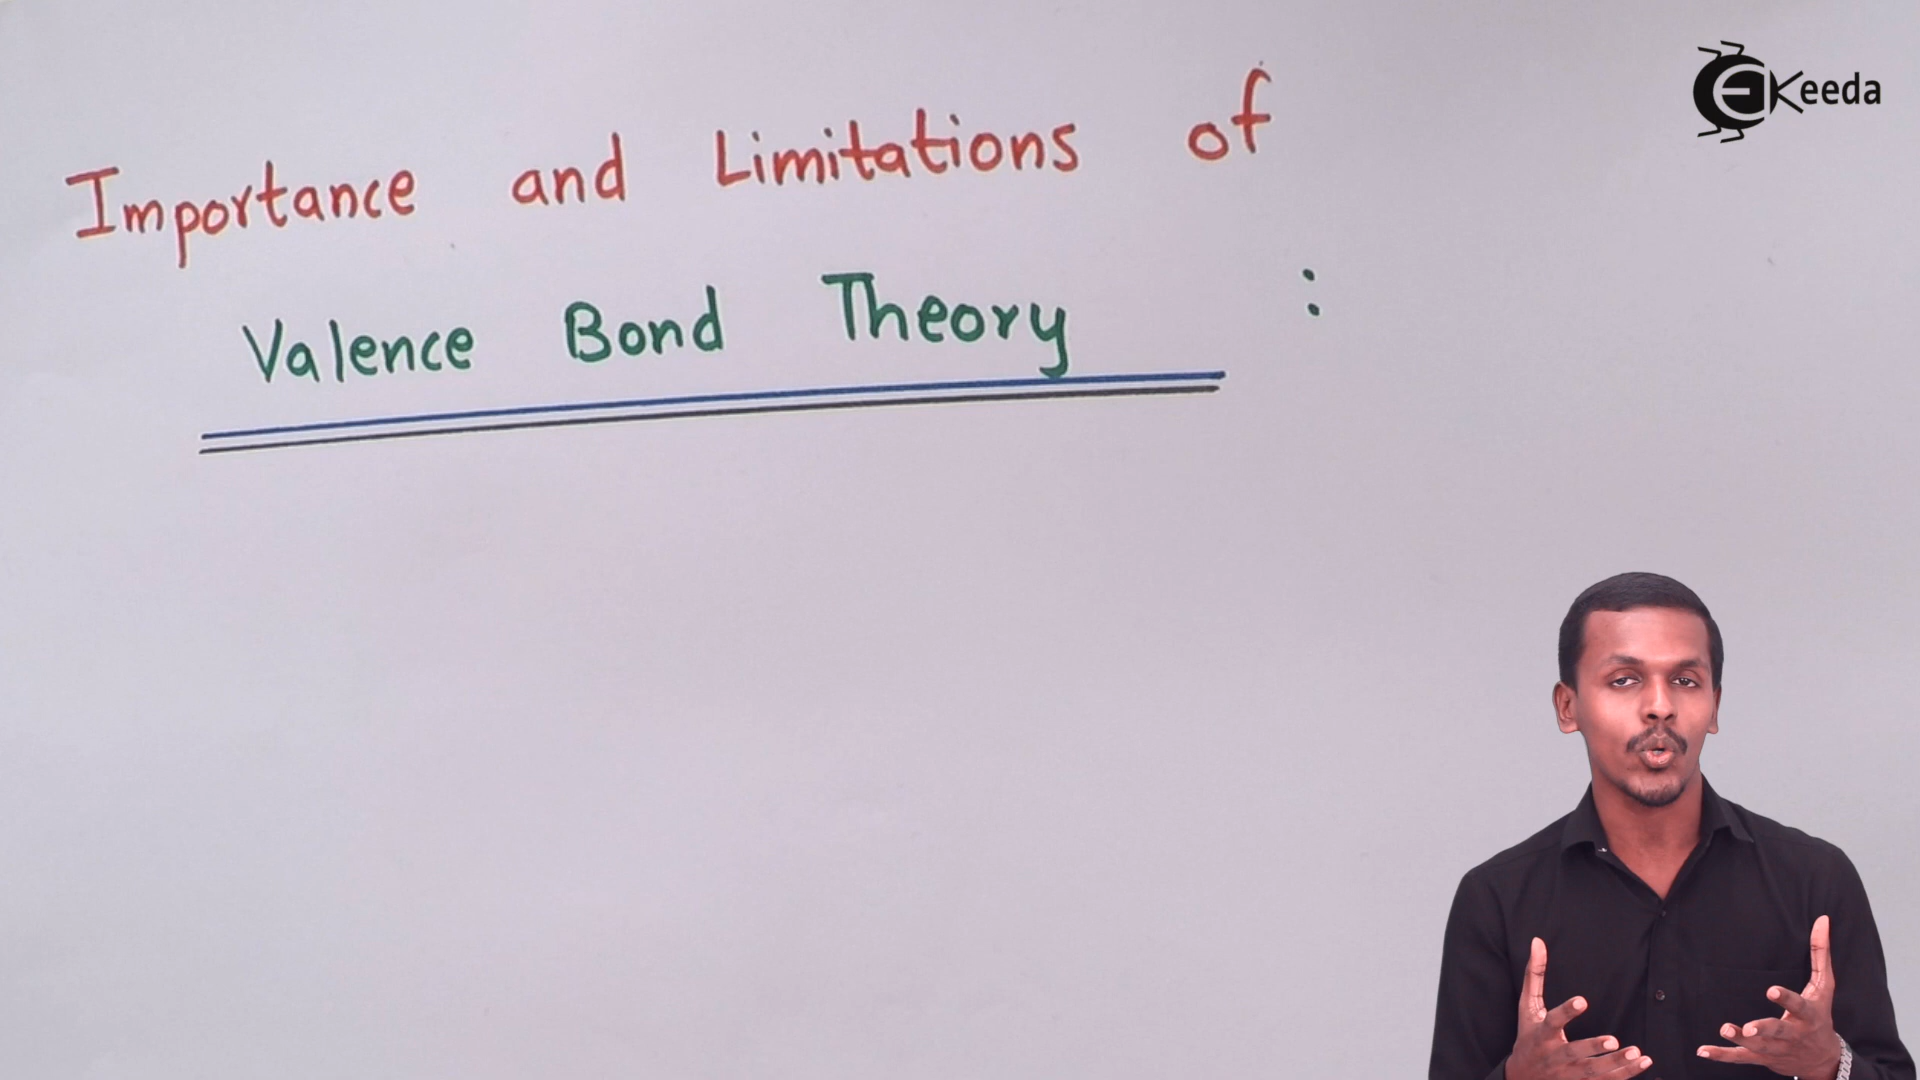 Importance and Limitations of
Valence Bond Theory :
EKeeda